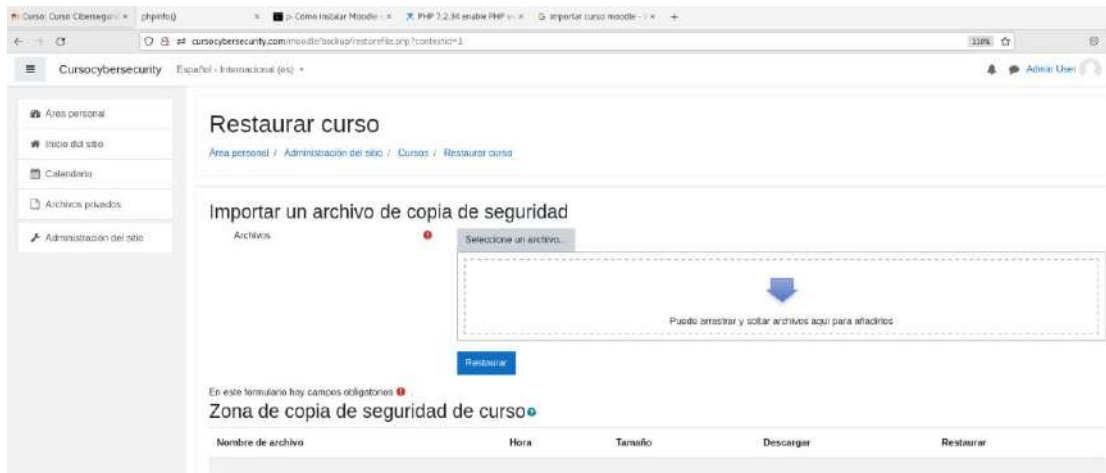 Curso: Curso Ciberseguri
phpinfo()
Cómo instalar Moodle
PHP 7.2.34 enable PHP
importar curso moodle
cursocybersecurity.com/moodle/backup/restorefile.php?contextid=1
110%
Cursocybersecurity Español - Internacional (es)
Admin User
Área personal
Inicio del sitio
Calendario
Archivos privados
Administración del sitio
Restaurar curso
Área personal / Administración del sitio / Cursos / Restaurar curso
Importar un archivo de copia de seguridad
Archivos
Seleccione un archivo...
Puede arrastrar y soltar archivos aquí para añadirlos
Restaurar
En este formulario hay campos obligatorios .
Zona de copia de seguridad de curso
Nombre de archivo Hora Tamaño Descargar Restaurar